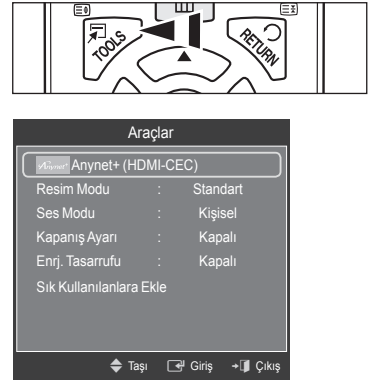 TOOLS
RETURN
Araçlar
Anynet+ Anynet+ (HDMI-CEC)
Resim Modu : Standart
Ses Modu : Kişisel
Kapanış Ayarı : Kapalı
Enrj. Tasarrufu : Kapalı
Sık Kullanılanlara Ekle
Taşı Giriş Çıkış